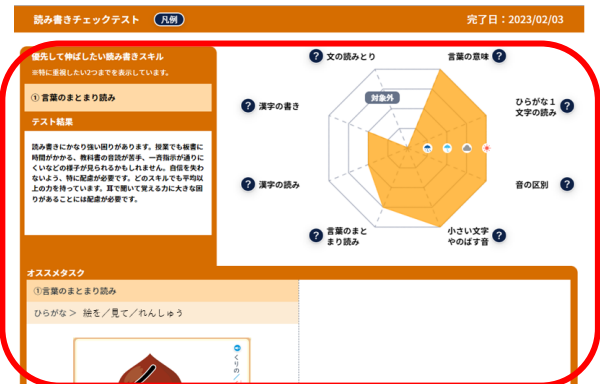 読み書きチェックテスト
凡例
完了日：2023/02/03
優先して伸ばしたい読み書きスキル
※特に重視したい2つまでを表示しています。
① 言葉のまとまり読み
テスト結果
読み書きにかなり強い困りがあります。授業でも板書に
時間がかかる、教科書の音読が苦手、一斉指示が通りに
くいなどの様子が見られるかもしれません。自信を失わ
ないよう、特に配慮が必要です。どのスキルでも平均以
上の力を持っています。耳で聞いて覚える力に大きな困
りがあることには配慮が必要です。
? 文の読みとり
言葉の意味 ?
? 漢字の書き
対象外
ひらがな１
文字の読み ?
? 漢字の読み
音の区別 ?
? 言葉のまと
まり読み
小さい文字
やのばす音 ?
オススメタスク
①言葉のまとまり読み
ひらがな＞ 絵を／見て／れんしゅう
くりの／